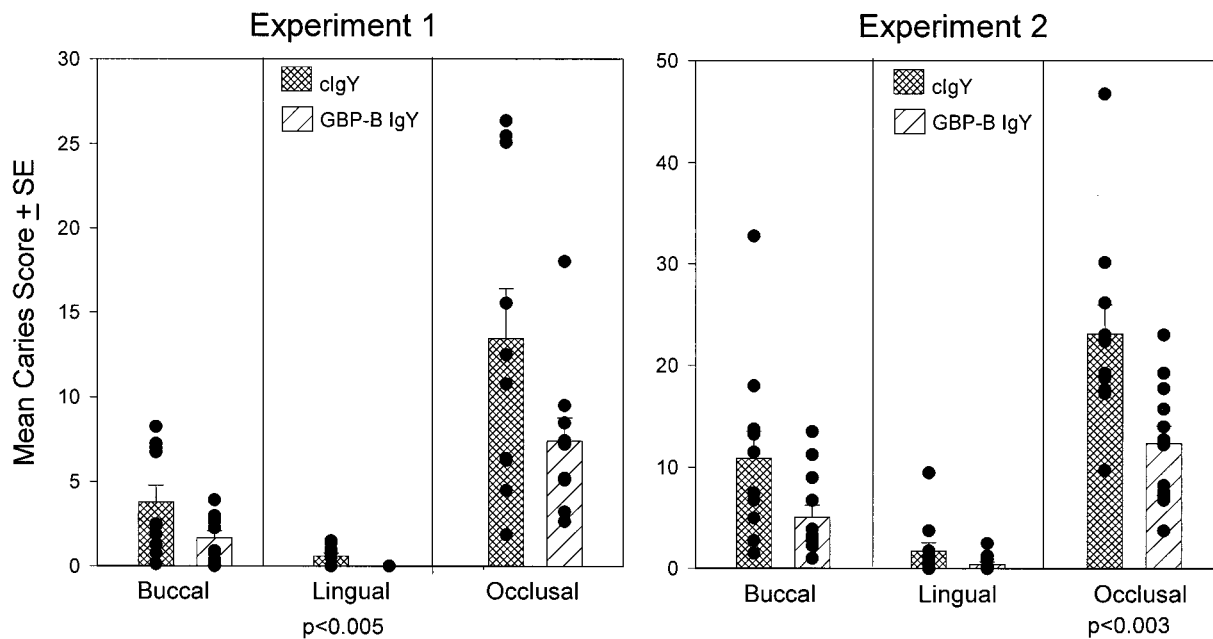 Experiment 1
Mean Caries Score ± SE
30
25
20
15
10
5
0
cIgY
GBP-B IgY
Buccal
Lingual
Occlusal
p<0.005
Experiment 2
50
40
30
20
10
0
cIgY
GBP-B IgY
Buccal
Lingual
Occlusal
p<0.003